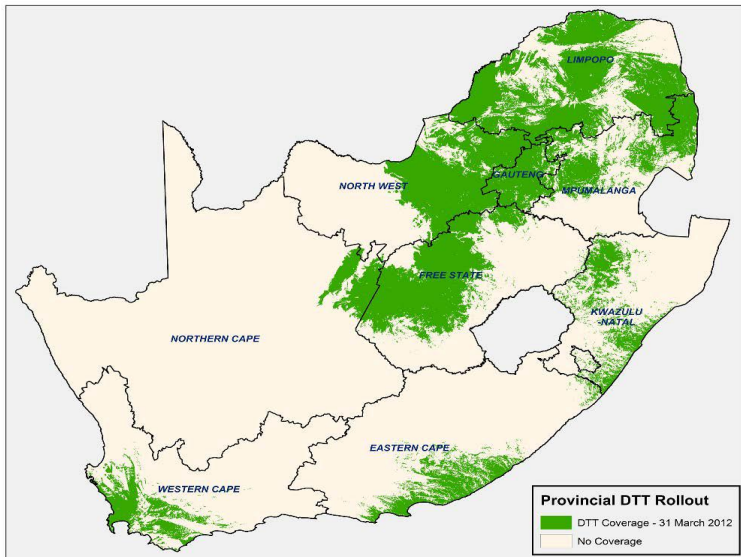 LIMPOPO
NORTH WEST
GAUTENG
MPUMALANGA
FREE STATE
KWAZULU
-NATAL
NORTHERN CAPE
EASTERN CAPE
WESTERN CAPE
Provincial DTT Rollout
DTT Coverage - 31 March 2012
No Coverage